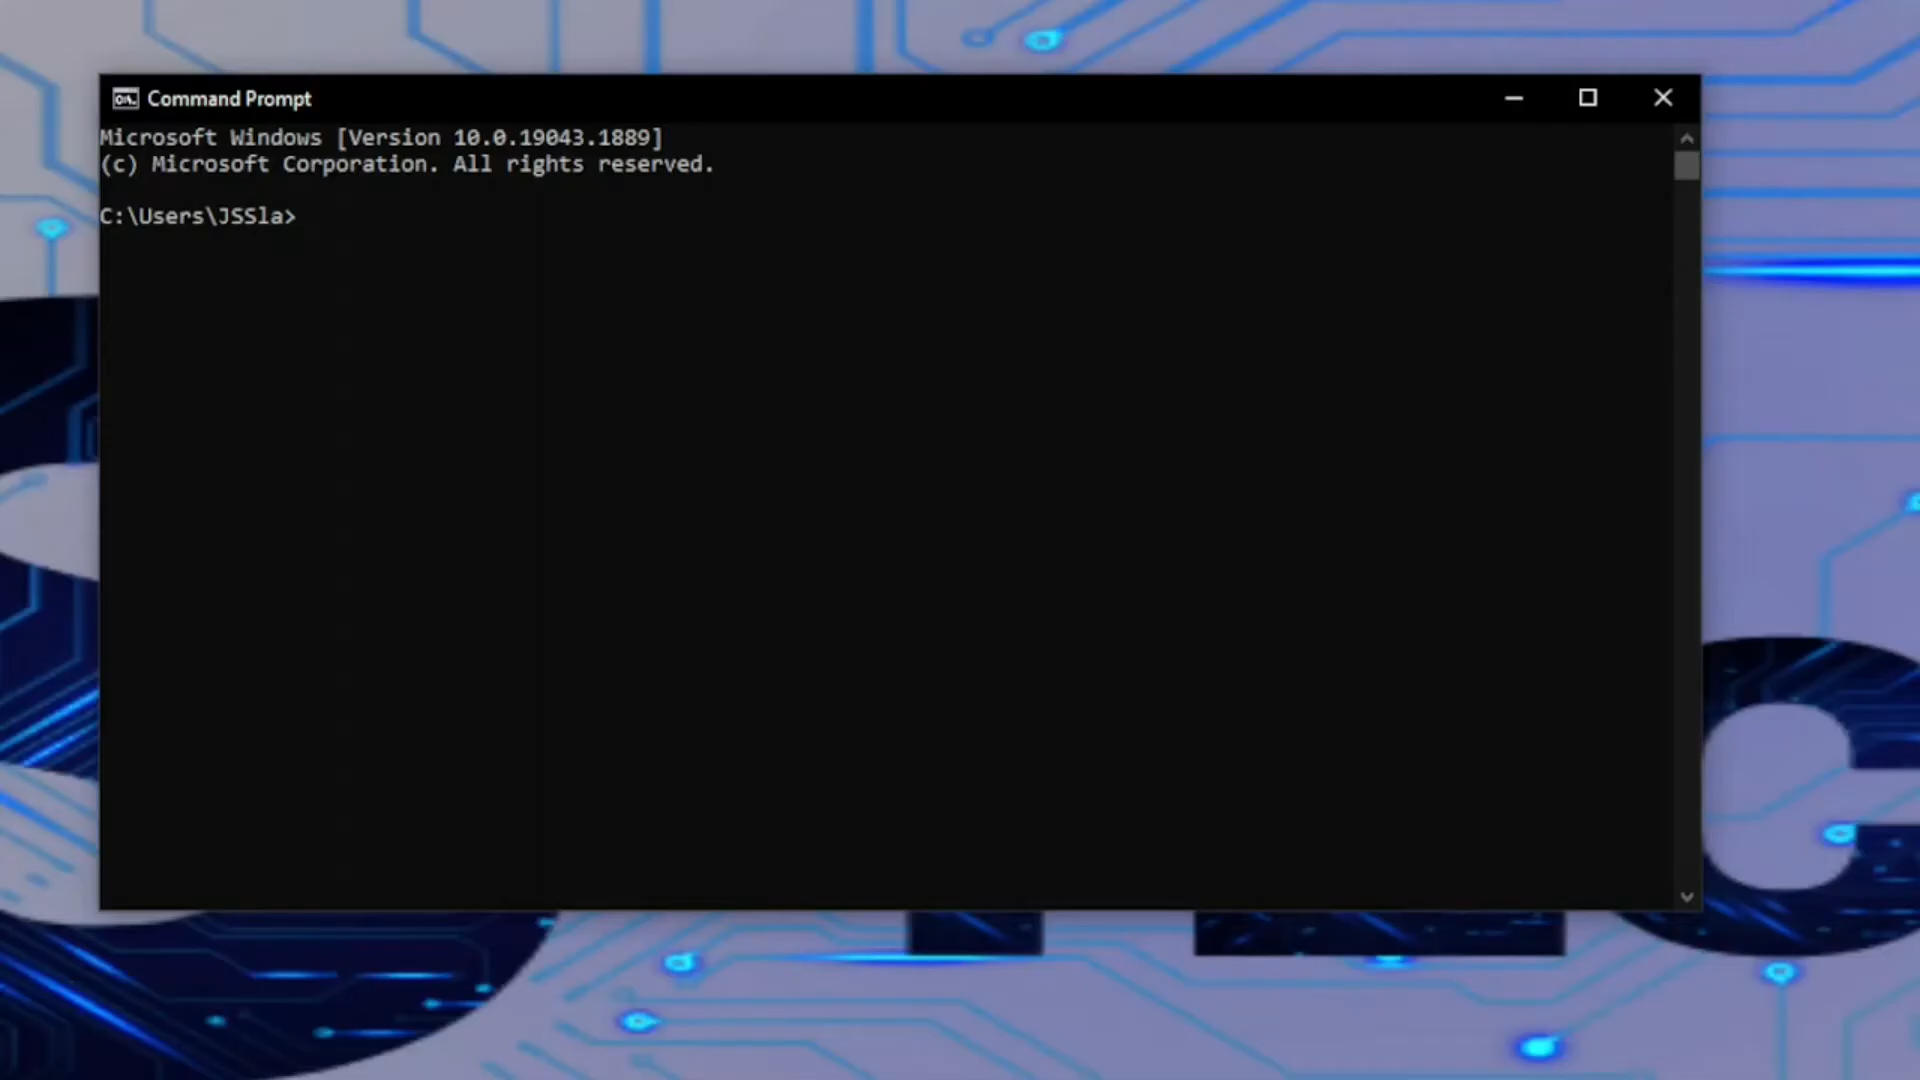 Command Prompt
Microsoft Windows [Version 10.0.19043.1889]
(c) Microsoft Corporation. All rights reserved.
C:\Users\JSSla>